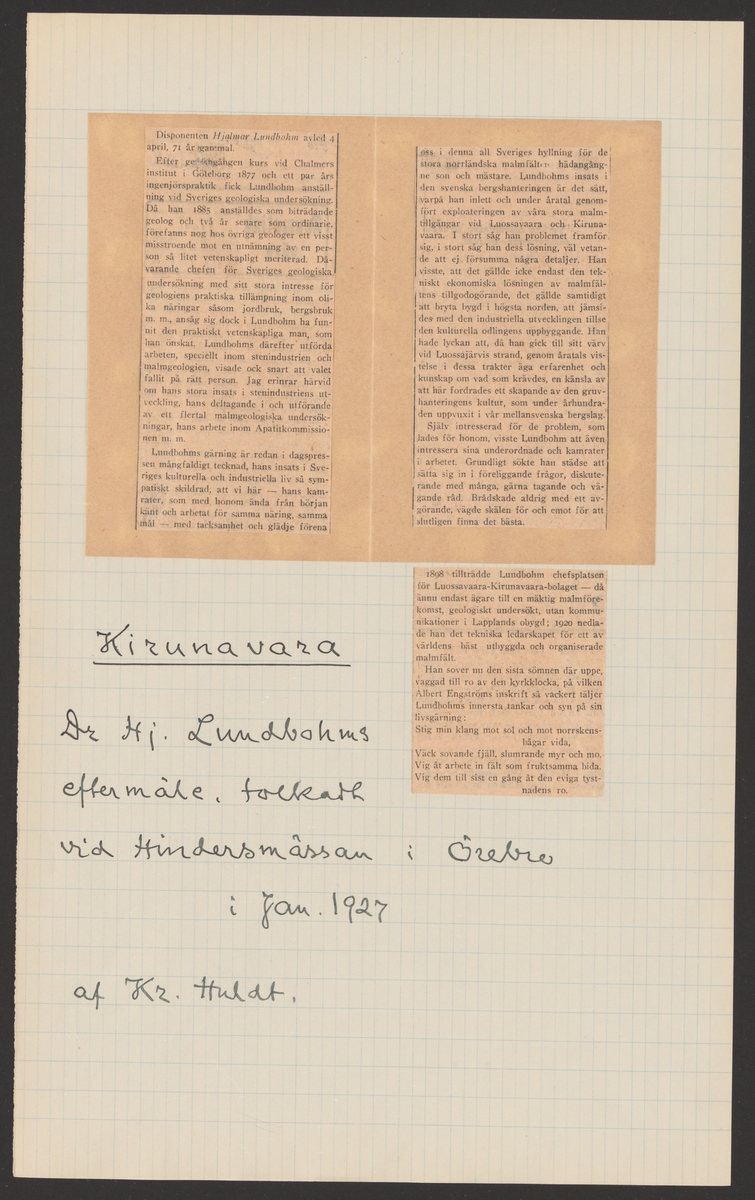 Disponenten Hjalmar Lundbohm avled 4
april, 71 år gammal.
Efter genomgången kurs vid Chalmers
institut i Göteborg 1877 och ett par års
ingenjörspraktik fick Lundbohm anställ-
ning vid Sveriges geologiska undersökning.
Då han 1885 anställdes som biträdande
geolog och två år senare som ordinarie,
förefanns nog hos övriga geologer ett visst
misstroende mot en utnämning av en per-
son så litet vetenskapligt meriterad. Då-
varande chefen för Sveriges geologiska
undersökning med sitt stora intresse för
geologiens praktiska tillämpning inom oli-
ka näringar såsom jordbruk, bergsbruk
m. m., ansåg sig dock i Lundbohm ha fun-
nit den praktiskt vetenskapliga man, som
han önskat. Lundbohms därefter utförda
arbeten, speciellt inom stenindustrien och
malmgeologien, visade ock snart att valet
fallit på rätt person. Jag erinrar härvid
om hans stora insats i stenindustriens ut-
veckling, hans deltagande i och utförande
av ett flertal malmgeologiska undersök-
ningar, hans arbete inom Apatitkommissio-
nen m. m.
Lundbohms gärning är redan i dagspres-
sen mångfaldigt tecknad, hans insats i Sve-
riges kulturella och industriella liv så sym-
patiskt skildrad, att vi här — hans kam-
rater, som med honom ända från början
känt och arbetat för samma näring, samma
mål — med tacksamhet och glädje förena
oss i denna all Sveriges hyllning för de
stora norrländska malmfältens hädangång-
ne son och mästare. Lundbohms insats i
den svenska bergshanteringen är det sätt,
varpå han inlett och under åratal genom-
fört exploateringen av våra stora malm-
tillgångar vid Luossavaara och Kiruna-
vaara. I stort såg han problemet framför
sig, i stort såg han dess lösning, väl vetan-
de att ej försumma några detaljer. Han
visste, att det gällde icke endast den tek-
niskt ekonomiska lösningen av malmfäl-
tens tillgodogörande, det gällde samtidigt
att bryta bygd i högsta norden, att jämsi-
des med den industriella utvecklingen tillse
den kulturella odlingens uppbyggande. Han
hade lyckan att, då han gick till sitt värv
vid Luossajärvis strand, genom åratals vis-
telse i dessa trakter äga erfarenhet och
kunskap om vad som krävdes, en känsla av
att här fordrades ett skapande av den gruv-
hanteringens kultur, som under århundra-
den uppvuxit i vår mellansvenska bergslag.
Själv intresserad för de problem, som
lades för honom, visste Lundbohm att även
intressera sina underordnade och kamrater
i arbetet. Grundligt sökte han städse att
sätta sig in i föreliggande frågor, diskute-
rande med många, gärna tagande och vä-
gande råd. Brådskade aldrig med ett av-
görande, vägde skälen för och emot för att
slutligen finna det bästa.
1898 tillträdde Lundbohm chefsplatsen
för Luossavaara-Kirunavaara-bolaget — då
ännu endast ägare till en mäktig malmföre-
komst, geologiskt undersökt, utan kommu-
nikationer i Lapplands obygd; 1920 nedla-
de han det tekniska ledarskapet för ett av
världens bäst utbyggda och organiserade
malmfält.
Han sover nu den sista sömnen där uppe,
vaggad till ro av den kyrkklocka, på vilken
Albert Engströms inskrift så vackert täljer
Lundbohms innersta tankar och syn på sin
livsgärning:
Stig min klang mot sol och mot norrskens-
bågar vida,
Väck sovande fjäll, slumrande myr och mo.
Vig åt arbete in fält som fruktsamma bida.
Vig dem till sist en gång åt den eviga tyst-
nadens ro.
Kirunavara
Dr Hj. Lundbohms
eftermäle, tolkadt
vid Hindersmässan i Örebro
i Jan. 1927
af Kr. Huldt.